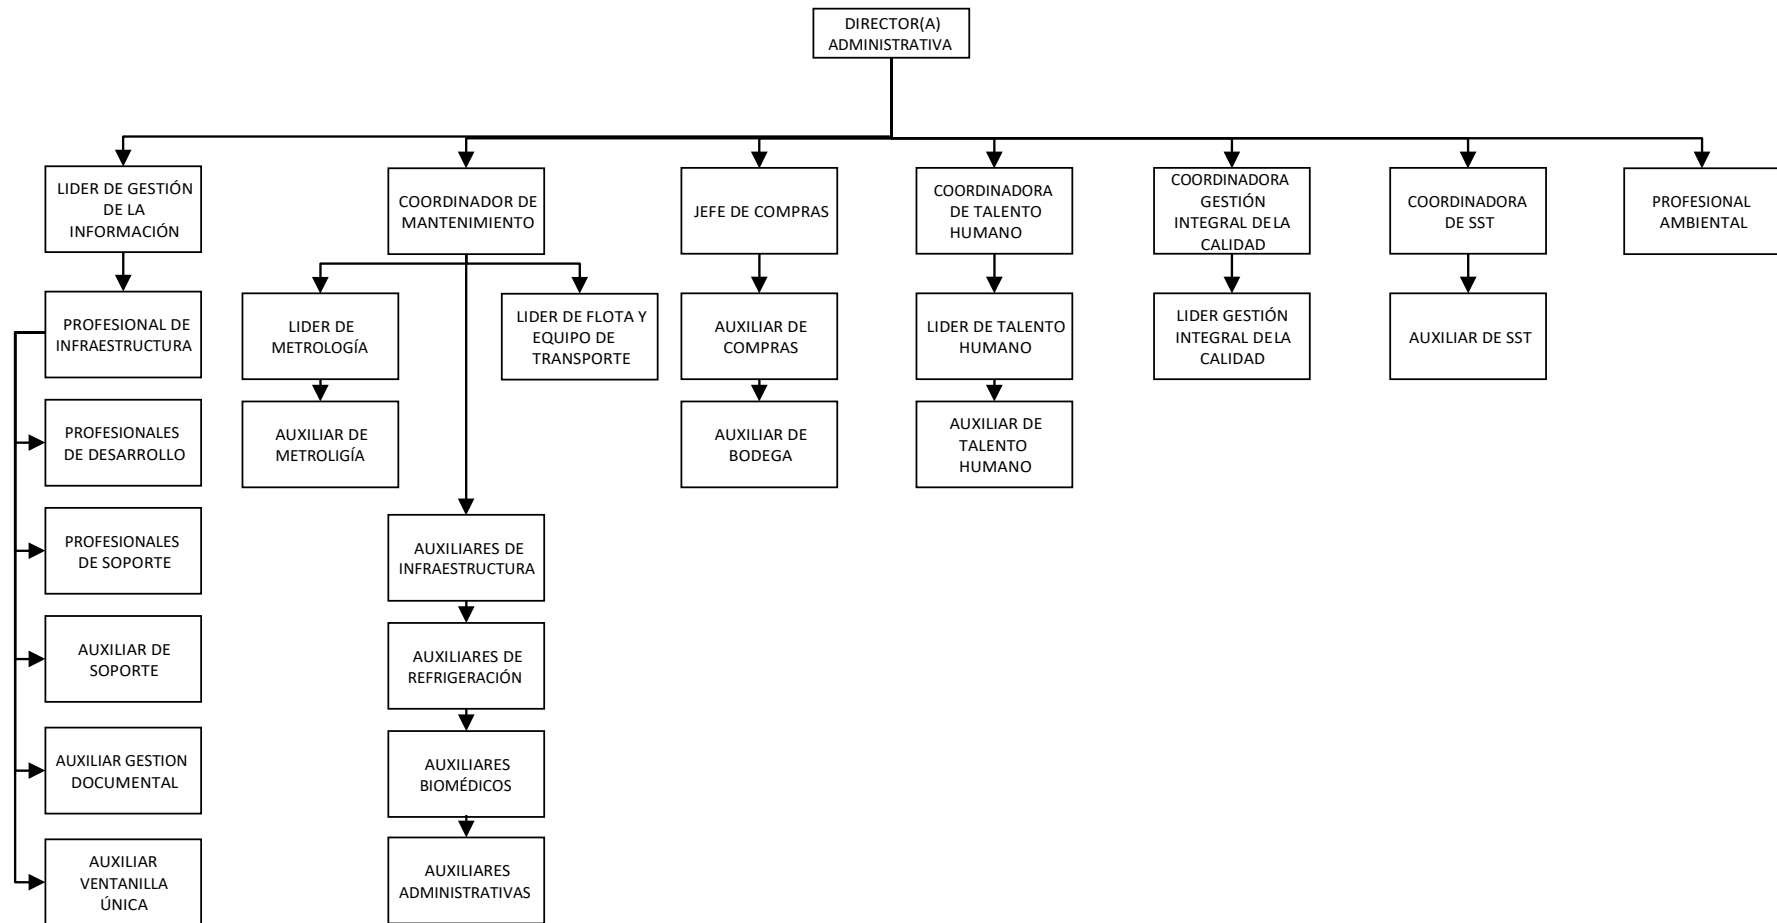 DIRECTOR(A)
ADMINISTRATIVA
LIDER DE GESTIÓN
DE LA
INFORMACIÓN
COORDINADOR DE
MANTENIMIENTO
JEFE DE COMPRAS
COORDINADORA
DE TALENTO
HUMANO
COORDINADORA
GESTIÓN
INTEGRAL DE LA
CALIDAD
COORDINADORA
DE SST
PROFESIONAL
AMBIENTAL
PROFESIONAL DE
INFRAESTRUCTURA
LIDER DE
METROLOGÍA
LIDER DE FLOTA Y
EQUIPO DE
TRANSPORTE
AUXILIAR DE
COMPRAS
LIDER DE TALENTO
HUMANO
LIDER GESTIÓN
INTEGRAL DE LA
CALIDAD
AUXILIAR DE SST
PROFESIONALES
DE DESARROLLO
AUXILIAR DE
METROLIGÍA
AUXILIAR DE
BODEGA
AUXILIAR DE
TALENTO
HUMANO
PROFESIONALES
DE SOPORTE
AUXILIARES DE
INFRAESTRUCTURA
AUXILIAR DE
SOPORTE
AUXILIARES DE
REFRIGERACIÓN
AUXILIAR GESTION
DOCUMENTAL
AUXILIARES
BIOMÉDICOS
AUXILIAR
VENTANILLA
ÚNICA
AUXILIARES
ADMINISTRATIVAS